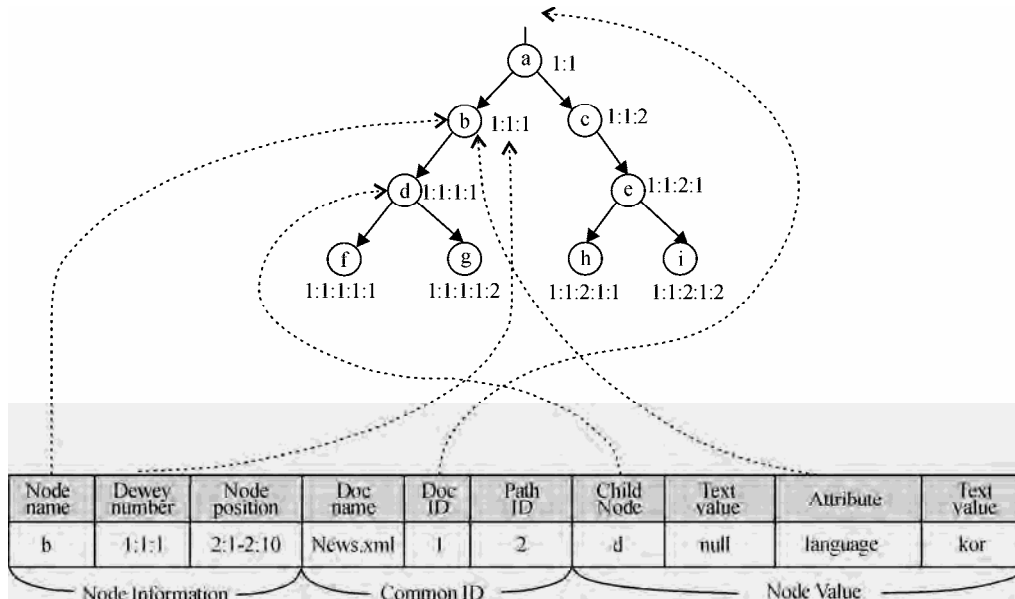 a 1:1
b 1:1:1 c 1:1:2
d 1:1:1:1 e 1:1:2:1
f g h i
1:1:1:1:1 1:1:1:1:2 1:1:2:1:1 1:1:2:1:2
Node Dewey Node Doc Doc Path Child Text Attribute Text
name number position name ID ID Node value value
b 1:1:1 2:1-2:10 News.xml 1 2 d null language kor
Node Information Common ID Node Value